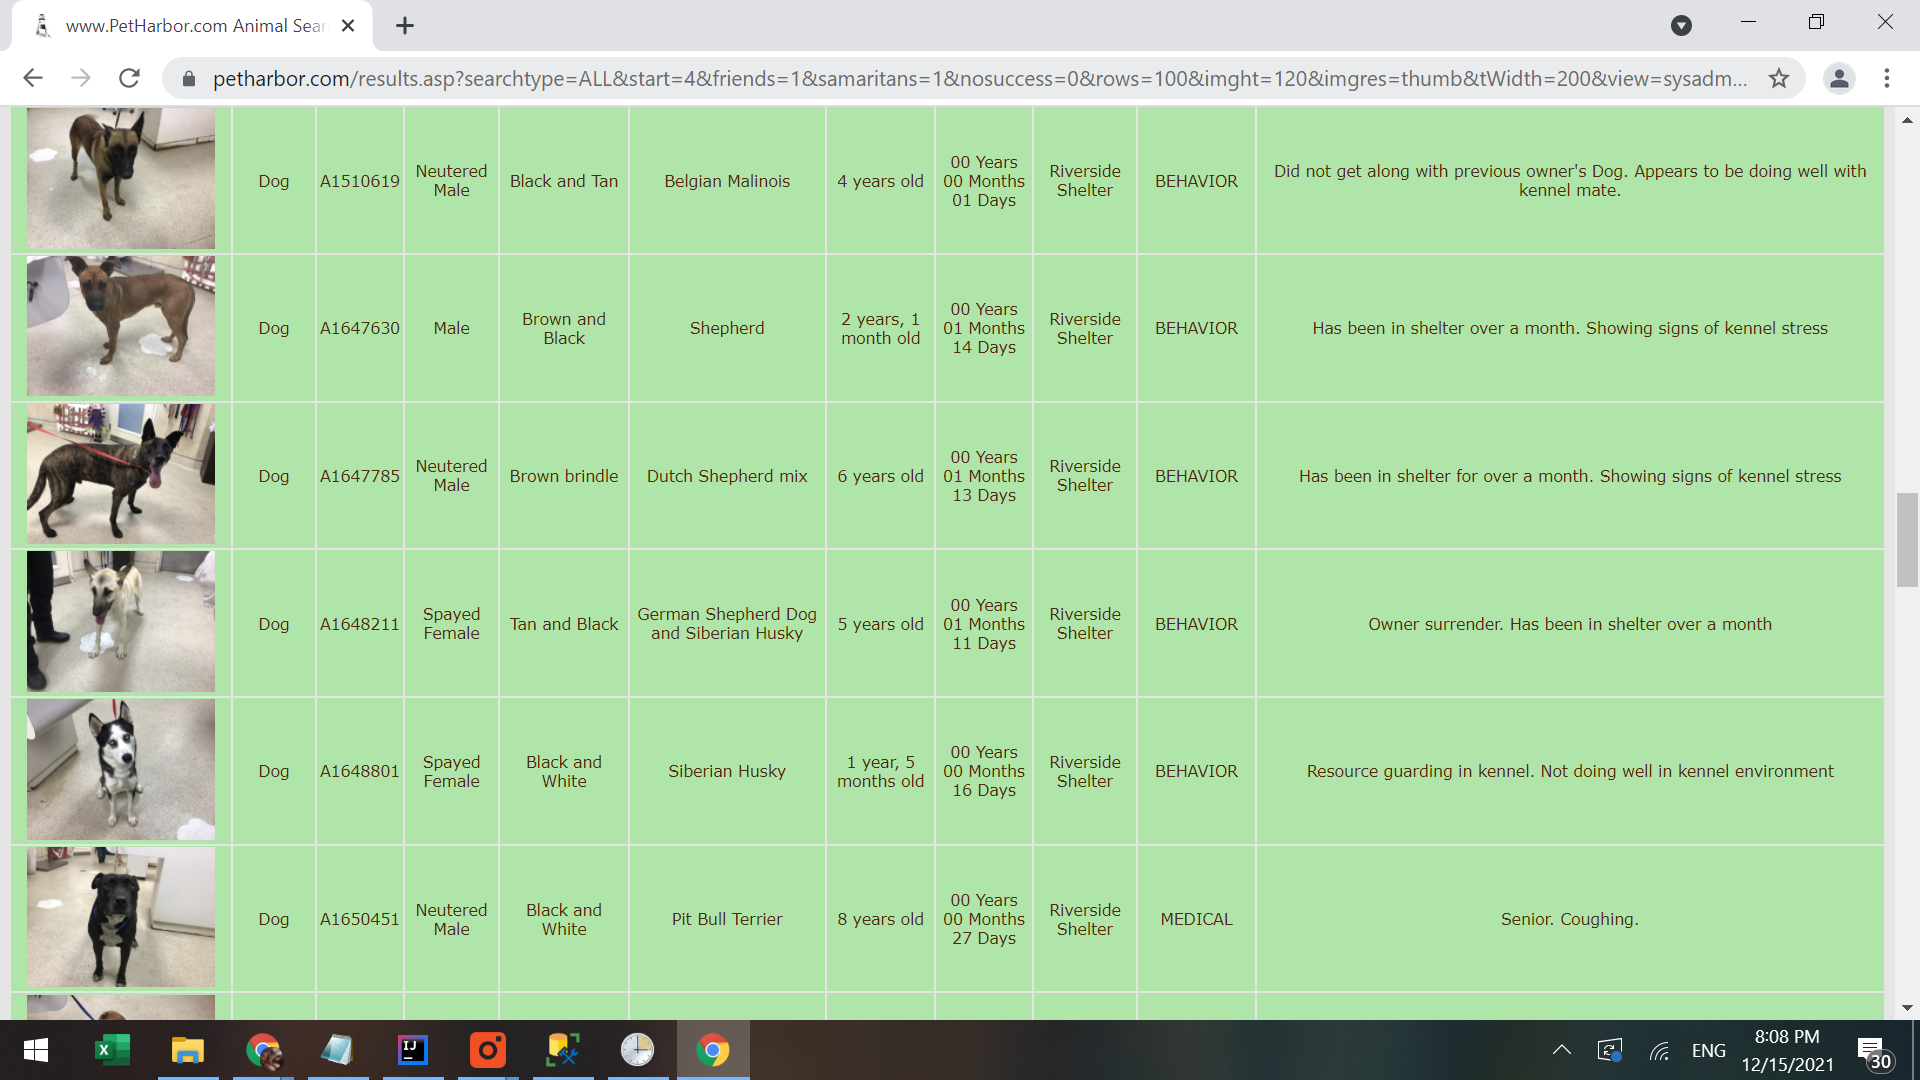 www.PetHarbor.com Animal Sear
petharbor.com/results.asp?searchtype=ALL&start=4&friends=1&samaritans=1&nosuccess=0&rows=100&imght=120&imgres=thumb&tWidth=200&view=sysadm...
Dog
A1510619
Neutered
Male
Black and Tan
Belgian Malinois
4 years old
00 Years
00 Months
01 Days
Riverside
Shelter
BEHAVIOR
Did not get along with previous owner's Dog. Appears to be doing well with
kennel mate.
Dog
A1647630
Male
Brown and
Black
Shepherd
2 years, 1
month old
00 Years
01 Months
14 Days
Riverside
Shelter
BEHAVIOR
Has been in shelter over a month. Showing signs of kennel stress
Dog
A1647785
Neutered
Male
Brown brindle
Dutch Shepherd mix
6 years old
00 Years
01 Months
13 Days
Riverside
Shelter
BEHAVIOR
Has been in shelter for over a month. Showing signs of kennel stress
Dog
A1648211
Spayed
Female
Tan and Black
German Shepherd Dog
and Siberian Husky
5 years old
00 Years
01 Months
11 Days
Riverside
Shelter
BEHAVIOR
Owner surrender. Has been in shelter over a month
Dog
A1648801
Spayed
Female
Black and
White
Siberian Husky
1 year, 5
months old
00 Years
00 Months
16 Days
Riverside
Shelter
BEHAVIOR
Resource guarding in kennel. Not doing well in kennel environment
Dog
A1650451
Neutered
Male
Black and
White
Pit Bull Terrier
8 years old
00 Years
00 Months
27 Days
Riverside
Shelter
MEDICAL
Senior. Coughing.
X
IJ
ENG
8:08 PM
12/15/2021
30